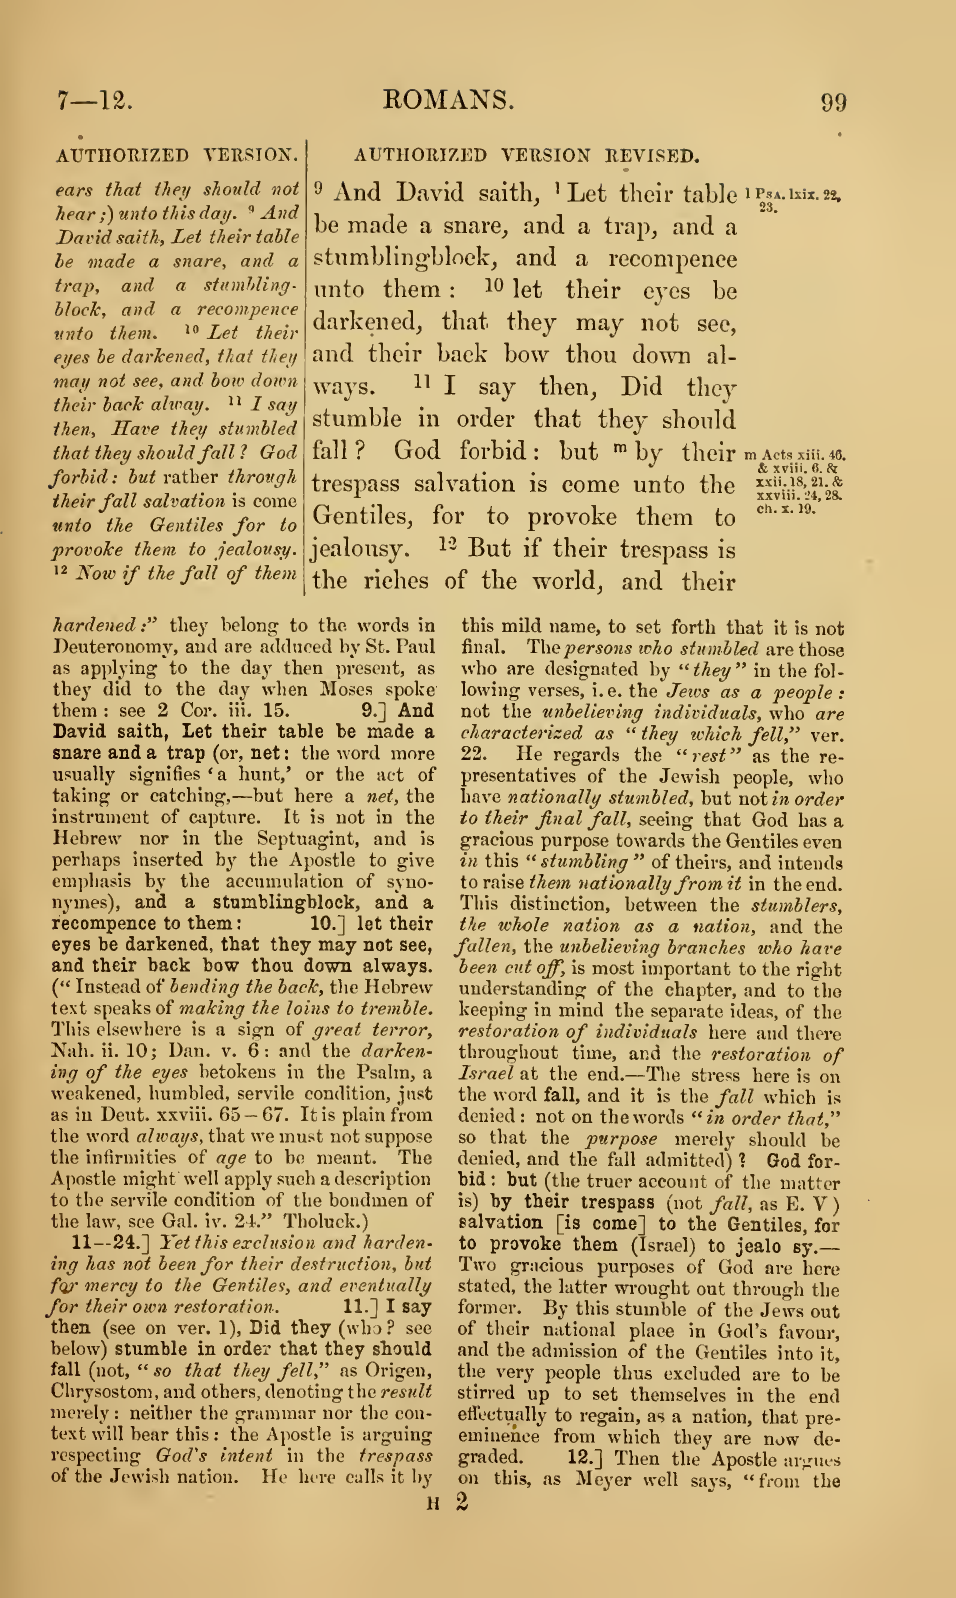 7—12.
ROMANS.
99
AUTHORIZED VERSION.
ears that they should not
hear ;) unto this day. 9 And
David saith, Let their table
be made a snare, and a
trap, and a stumbling-
block, and a recompence
unto them. 10 Let their
eyes be darkened, that they
may not see, and bow down
their back alway. 11 I say
then, Have they stumbled
that they should fall ? God
forbid : but rather through
their fall salvation is come
unto the Gentiles for to
provoke them to jealousy.
12 Now if the fall of them
AUTHORIZED VERSION REVISED.
9 And David saith, l Let their table
be made a snare, and a trap, and a
stumblingblock, and a recompence
unto them : 10 let their eyes be
darkened, that they may not see,
and their back bow thou down al-
ways. 11 I say then, Did they
stumble in order that they should
fall ? God forbid : but m by their
trespass salvation is come unto the
Gentiles, for to provoke them to
jealousy. 12 But if their trespass is
the riches of the world, and their
l Psa. lxix. 22,
23.
m Acts xiii. 46.
& xviii. 6. &
xxii. 18, 21. &
xxviii. 24, 28.
ch. x. 19.
hardened :” they belong to the words in
Deuteronomy, and are adduced by St. Paul
as applying to the day then present, as
they did to the day when Moses spoke
them : see 2 Cor. iii. 15. 9.] And
David saith, Let their table be made a
snare and a trap (or, net : the word more
usually signifies ‘a hunt,’ or the act of
taking or catching,—but here a net, the
instrument of capture. It is not in the
Hebrew nor in the Septuagint, and is
perhaps inserted by the Apostle to give
emphasis by the accumulation of syno-
nymes), and a stumblingblock, and a
recompence to them : 10.] let their
eyes be darkened, that they may not see,
and their back bow thou down always.
(“ Instead of bending the back, the Hebrew
text speaks of making the loins to tremble.
This elsewhere is a sign of great terror,
Nah. ii. 10; Dan. v. 6 : and the darken-
ing of the eyes betokens in the Psalm, a
weakened, humbled, servile condition, just
as in Deut. xxviii. 65–67. It is plain from
the word always, that we must not suppose
the infirmities of age to be meant. The
Apostle might well apply such a description
to the servile condition of the bondmen of
the law, see Gal. iv. 24.” Tholuck.)
11—24.] Yet this exclusion and harden-
ing has not been for their destruction, but
for mercy to the Gentiles, and eventually
for their own restoration. 11.] I say
then (see on ver. 1), Did they (who ? see
below) stumble in order that they should
fall (not, “so that they fell,” as Origen,
Chrysostom, and others, denoting the result
merely : neither the grammar nor the con-
text will bear this : the Apostle is arguing
respecting God's intent in the trespass
of the Jewish nation. He here calls it by
this mild name, to set forth that it is not
final. The persons who stumbled are those
who are designated by “they” in the fol-
lowing verses, i. e. the Jews as a people :
not the unbelieving individuals, who are
characterized as “they which fell,” ver.
22. He regards the “rest” as the re-
presentatives of the Jewish people, who
have nationally stumbled, but not in order
to their final fall, seeing that God has a
gracious purpose towards the Gentiles even
in this “stumbling” of theirs, and intends
to raise them nationally from it in the end.
This distinction, between the stumblers,
the whole nation as a nation, and the
fallen, the unbelieving branches who have
been cut off, is most important to the right
understanding of the chapter, and to the
keeping in mind the separate ideas, of the
restoration of individuals here and there
throughout time, and the restoration of
Israel at the end.—The stress here is on
the word fall, and it is the fall which is
denied : not on the words “in order that,”
so that the purpose merely should be
denied, and the fall admitted) ? God for-
bid : but (the truer account of the matter
is) by their trespass (not fall, as E. V )
salvation [is come] to the Gentiles, for
to provoke them (Israel) to jealo sy.—
Two gracious purposes of God are here
stated, the latter wrought out through the
former. By this stumble of the Jews out
of their national place in God's favour,
and the admission of the Gentiles into it,
the very people thus excluded are to be
stirred up to set themselves in the end
effectually to regain, as a nation, that pre-
eminence from which they are now de-
graded. 12.] Then the Apostle argues
on this, as Meyer well says, “from the
H 2